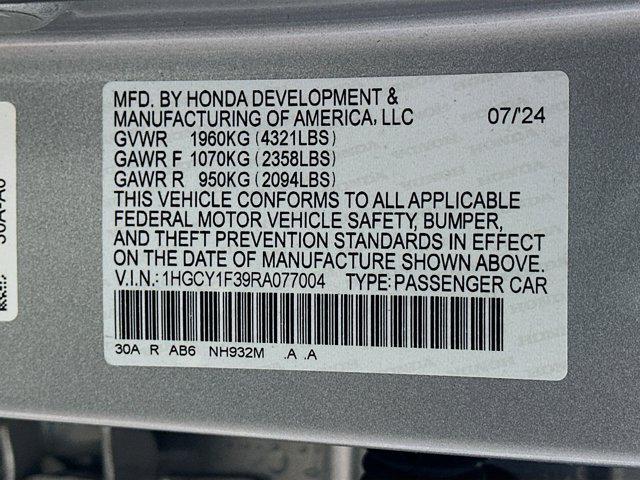 MFD. BY HONDA DEVELOPMENT &
MANUFACTURING OF AMERICA, LLC 07/'24
GVWR 1960KG (4321LBS)
GAWR F 1070KG (2358LBS)
GAWR R 950KG (2094LBS)
THIS VEHICLE CONFORMS TO ALL APPLICABLE
FEDERAL MOTOR VEHICLE SAFETY, BUMPER,
AND THEFT PREVENTION STANDARDS IN EFFECT
ON THE DATE OF MANUFACTURE SHOWN ABOVE.
V.I.N.: 1HGCY1F39RA077004 TYPE: PASSENGER CAR
30A R AB6 NH932M .A .A
30A-A0